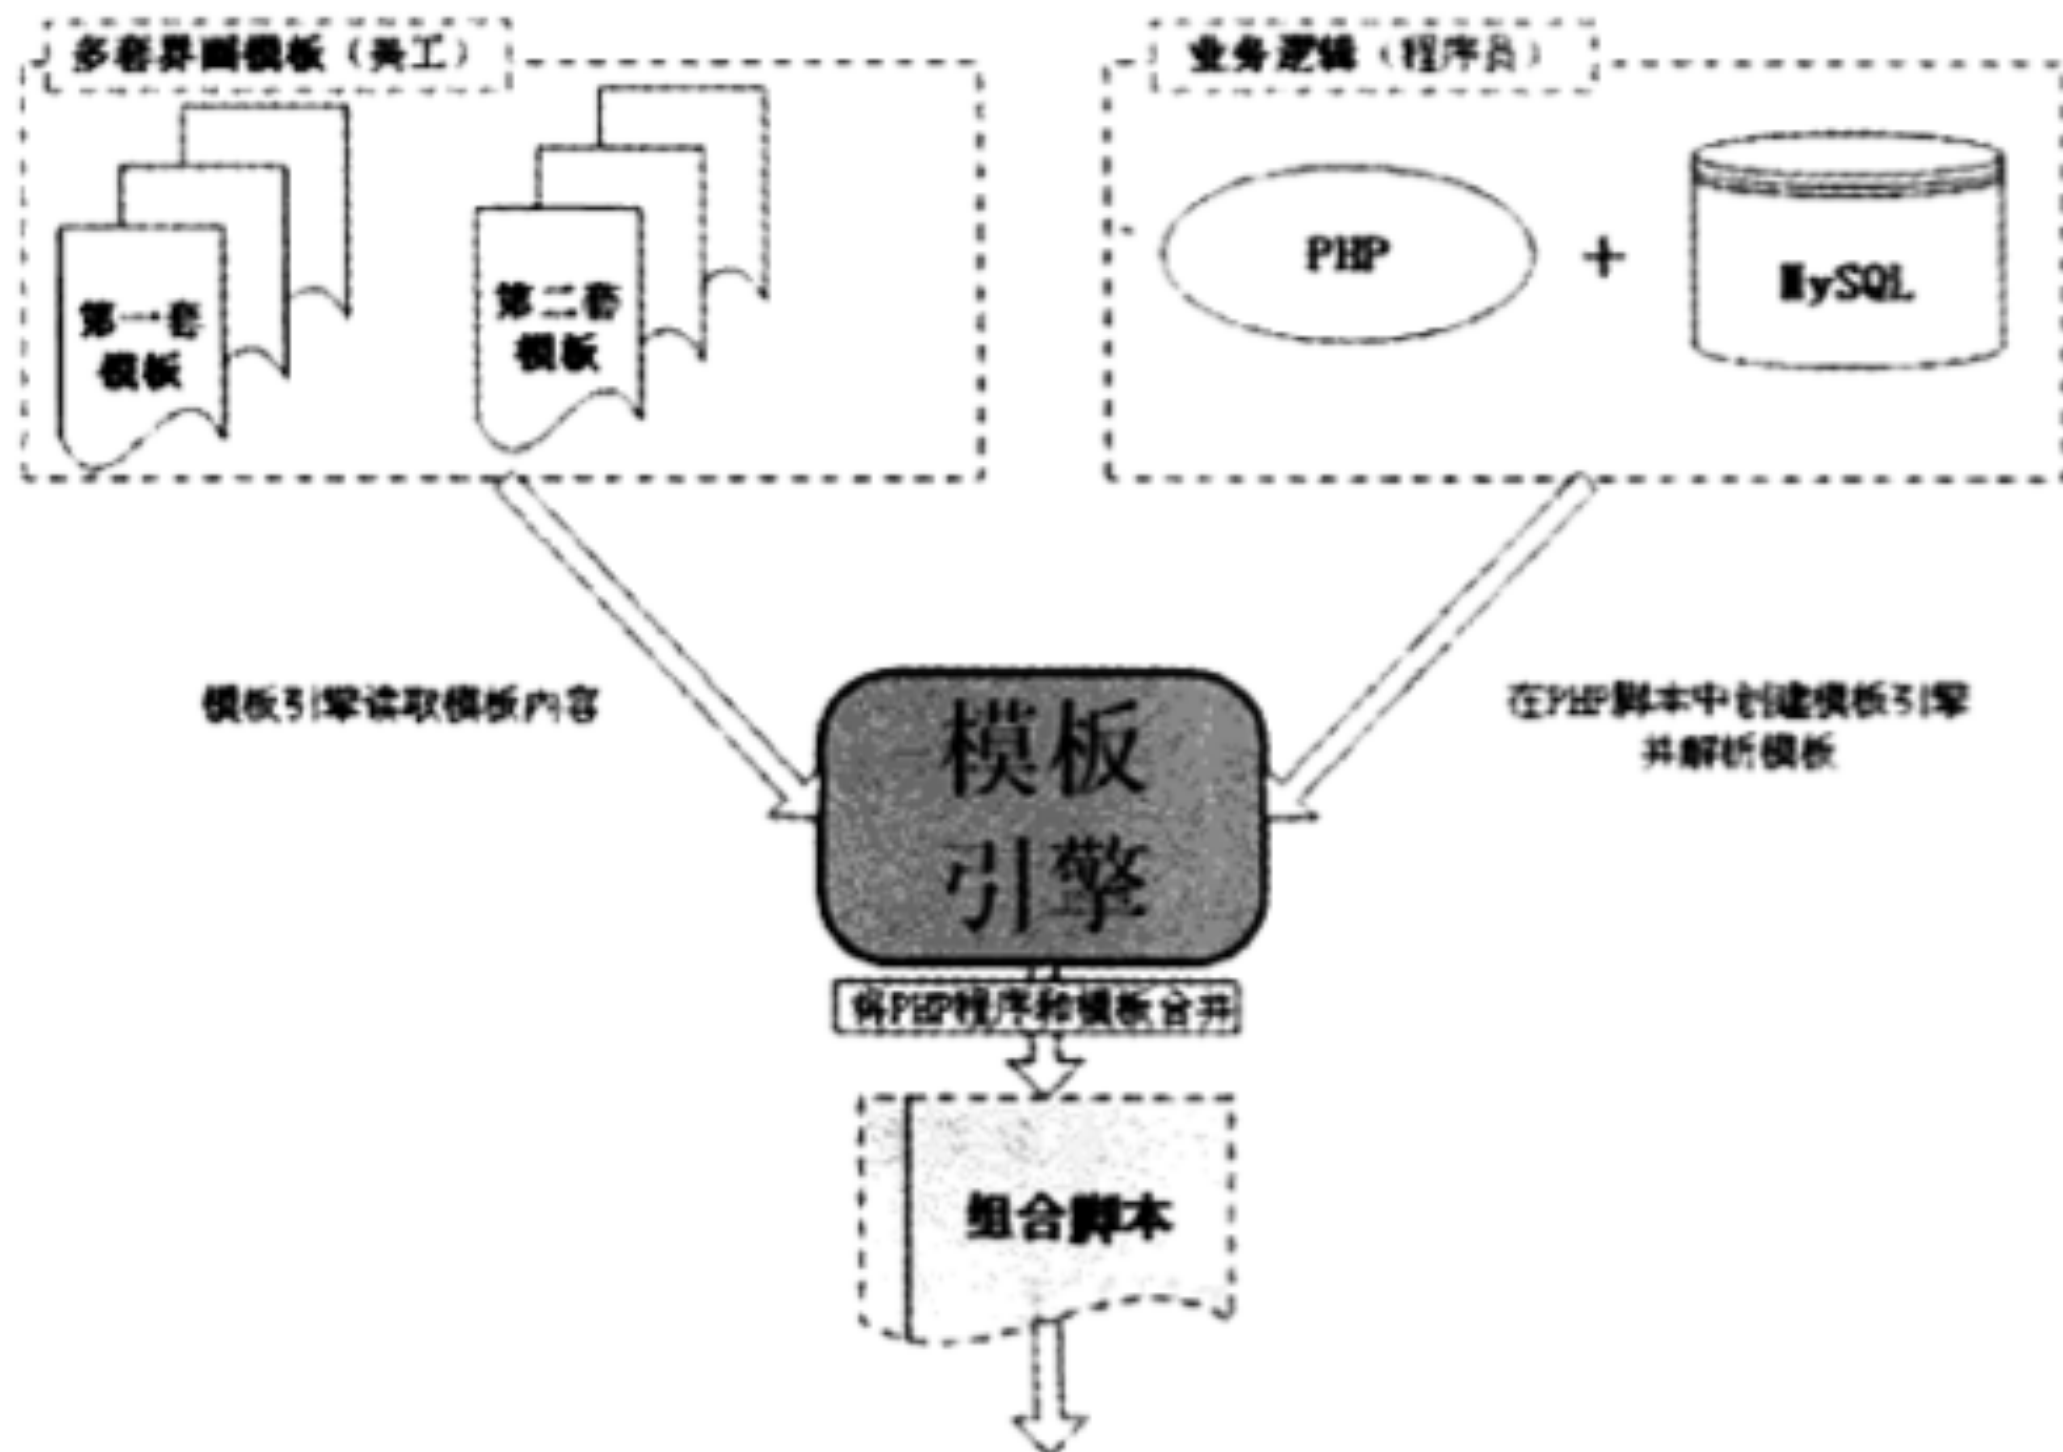 多套界面模板（美工）
业务逻辑（程序员）
第一套
模板
第二套
模板
PHP
+
MySQL
模板引擎读取模板内容
在PHP脚本中创建模板引擎
并解析模板
模板
引擎
将PHP程序和模板合并
组合脚本